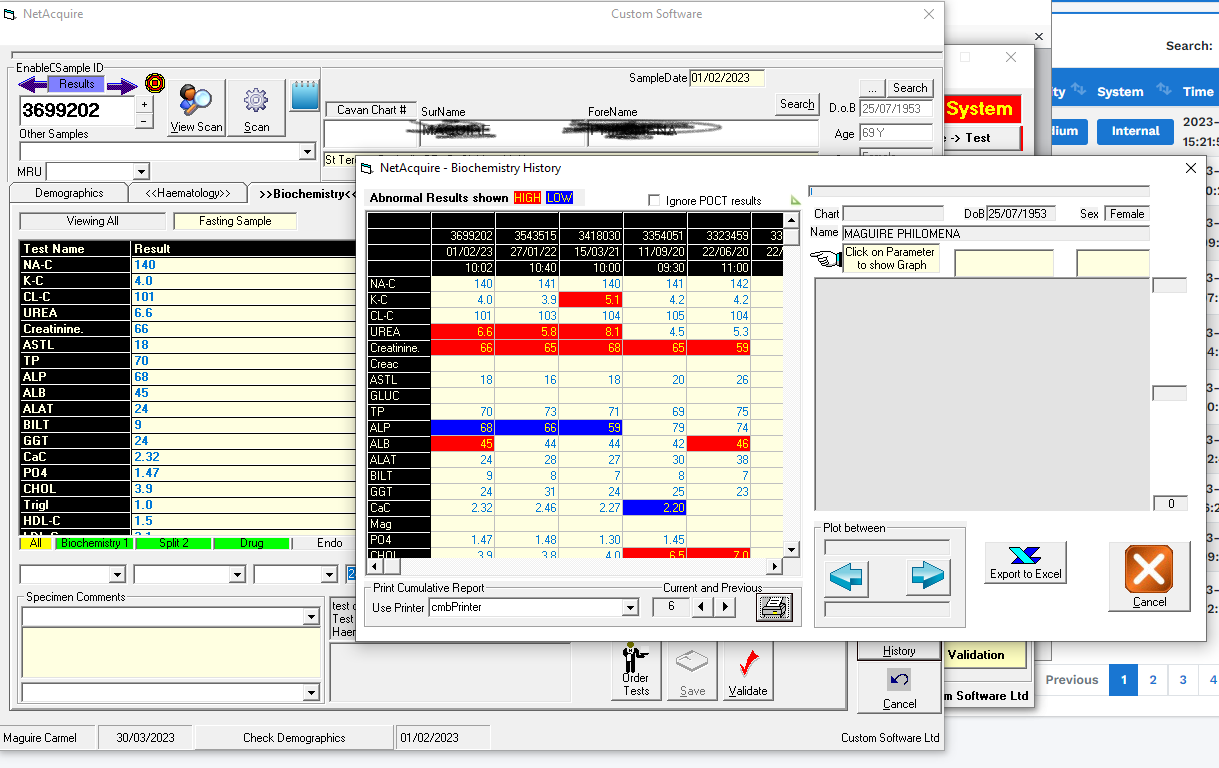 NetAcquire
Custom Software
Search:
EnableCSample ID
Results
3699202
+
-
View Scan
Scan
Other Samples
MRU
SampleDate 01/02/2023
... Search
Cavan Chart #
SurName
ForeName
Search
D.o.B 25/07/1953
Age 69 Y
St Ter
System
-> Test
System Time
Internal
2023-
15:21:5
Demographics
<<Haematology>>
>>Biochemistry<<
Viewing All
Fasting Sample
Test Name Result
NA-C 140
K-C 4.0
CL-C 101
UREA 6.6
Creatinine. 66
ASTL 18
TP 70
ALP 68
ALB 45
ALAT 24
BILT 9
GGT 24
CaC 2.32
PO4 1.47
CHOL 3.9
Trigl 1.0
HDL-C 1.5
All Biochemistry 1 Split 2 Drug Endo
Specimen Comments
test
Test
Haer
NetAcquire - Biochemistry History
Abnormal Results shown HIGH LOW
Ignore POCT results
3699202 3543515 3418030 3354051 3323459 33
01/02/23 27/01/22 15/03/21 11/09/20 22/06/20 22/
10:02 10:40 10:00 09:30 11:00
NA-C 140 141 140 141 142
K-C 4.0 3.9 5.1 4.2 4.2
CL-C 101 103 104 105 104
UREA 6.6 5.8 8.1 4.5 5.3
Creatinine. 66 65 68 65 59
Creac
ASTL 18 16 18 20 26
GLUC
TP 70 73 71 69 75
ALP 68 66 59 79 74
ALB 45 44 44 42 46
ALAT 24 28 27 30 38
BILT 9 8 7 8 7
GGT 24 31 24 25 23
CaC 2.32 2.46 2.27 2.20
Mag
PO4 1.47 1.48 1.30 1.45
CHOL 3.9 3.8 4.0 6.5 7.0
Print Cumulative Report
Use Printer cmbPrinter
Current and Previous
6
Chart
DoB 25/07/1953
Sex Female
Name MAGUIRE PHILOMENA
Click on Parameter
to show Graph
0
Plot between
Export to Excel
Cancel
Order
Tests
Save
Validate
History
Cancel
Validation
m Software Ltd
Previous 1 2 3 4
Maguire Carmel
30/03/2023
Check Demographics
01/02/2023
Custom Software Ltd